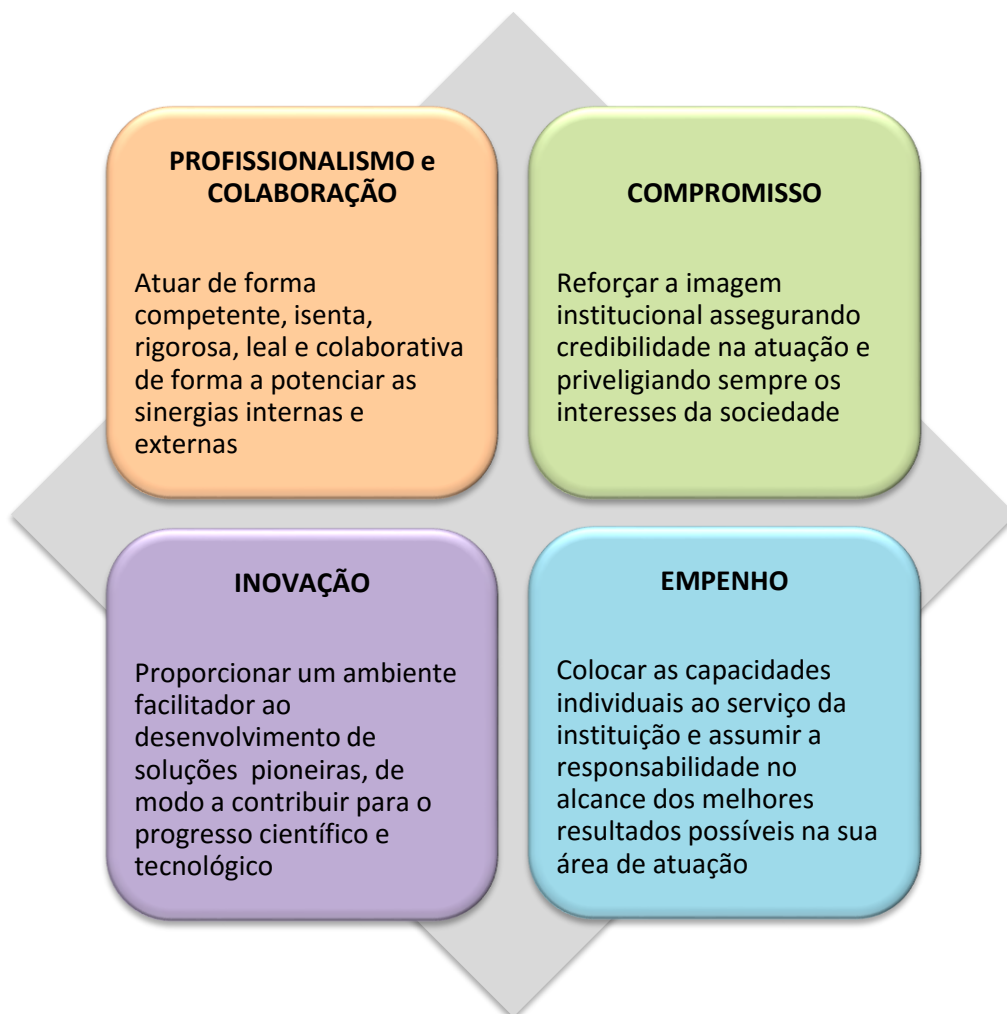 PROFISSIONALISMO e
COLABORAÇÃO
Atuar de forma
competente, isenta,
rigorosa, leal e colaborativa
de forma a potenciar as
sinergias internas e
externas
COMPROMISSO
Reforçar a imagem
institucional assegurando
credibilidade na atuação e
priveligiando sempre os
interesses da sociedade
INOVAÇÃO
Proporcionar um ambiente
facilitador ao
desenvolvimento de
soluções  pioneiras, de
modo a contribuir para o
progresso científico e
tecnológico
EMPENHO
Colocar as capacidades
individuais ao serviço da
instituição e assumir a
responsabilidade no
alcance dos melhores
resultados possíveis na sua
área de atuação